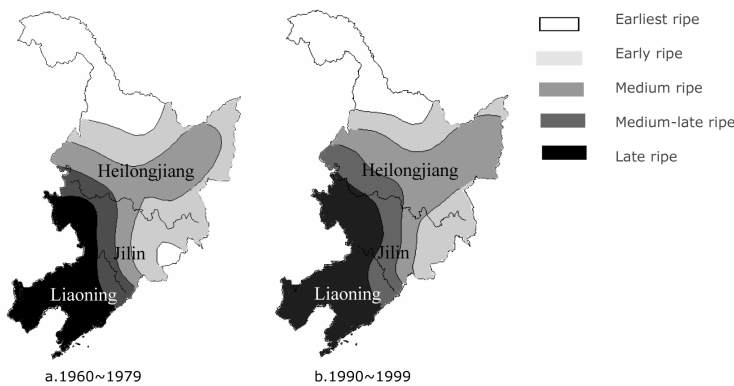 Earliest ripe
Early ripe
Medium ripe
Medium-late ripe
Late ripe
Heilongjiang
Jilin
Liaoning
a.1960~1979
Heilongjiang
Jilin
Liaoning
b.1990~1999